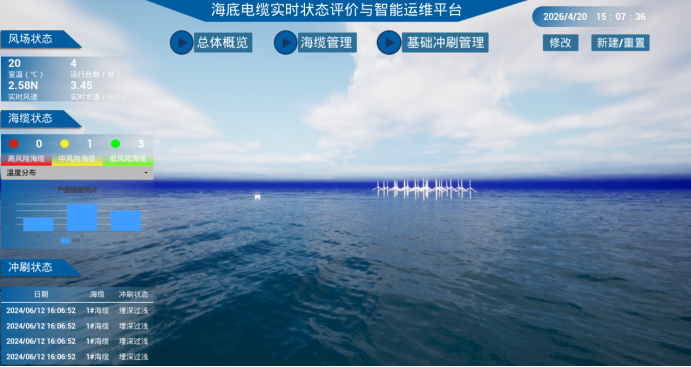 海底电缆实时状态评价与智能运维平台
2026/4/20 15：07：36
总体概览
海缆管理
基础冲刷管理
修改
新建/重置
风场状态
20 4
室温（℃） 运行台数（台）
2.58N 3.45
实时风速 实时水速（m/s）
海缆状态
0 1 3
高风险海缆 中风险海缆 低风险海缆
温度分布
产品销量统计
冲刷状态
日期 海缆 冲刷状态
2024/06/12 16:06:52 1#海缆 埋深过浅
2024/06/12 16:06:52 1#海缆 埋深过浅
2024/06/12 16:06:52 1#海缆 埋深过浅
2024/06/12 16:06:52 1#海缆 埋深过浅